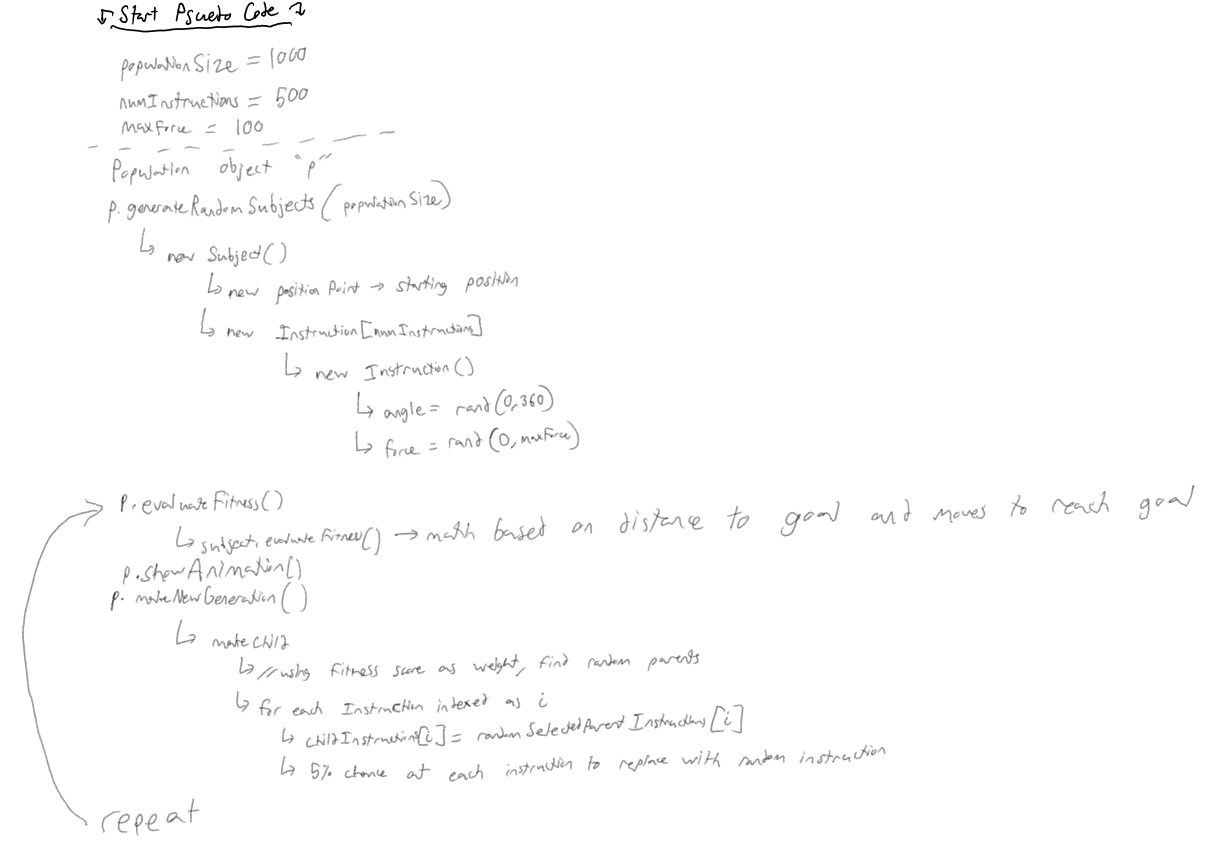 ↓ Start Psuedo Code ↓
populationSize = 1000
numInstructions = 500
maxForce = 100
Population object "p"
p.generateRandomSubjects(populationSize)
↳ new Subject()
↳ new positionPoint → starting position
↳ new Instruction[numInstructions]
↳ new Instruction()
↳ angle = rand(0,360)
↳ force = rand(0, maxForce)
p.evaluateFitness()
↳ subject.evaluateFitness() → math based on distance to goal and moves to reach goal
p.showAnimation()
p.makeNewGeneration()
↳ makeChild
↳ //using fitness score as weight, find random parents
↳ for each Instruction indexed as i
↳ childInstructions[i] = randomSelectedParentInstructions[i]
↳ 5% chance at each instruction to replace with random instruction
repeat